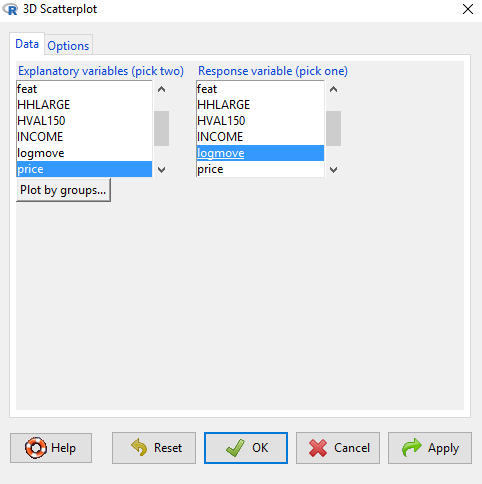 R 3D Scatterplot
Data Options
Explanatory variables (pick two)
feat
HHLARGE
HVAL150
INCOME
logmove
price
Plot by groups...
Response variable (pick one)
feat
HHLARGE
HVAL150
INCOME
logmove
price
Help Reset OK Cancel Apply